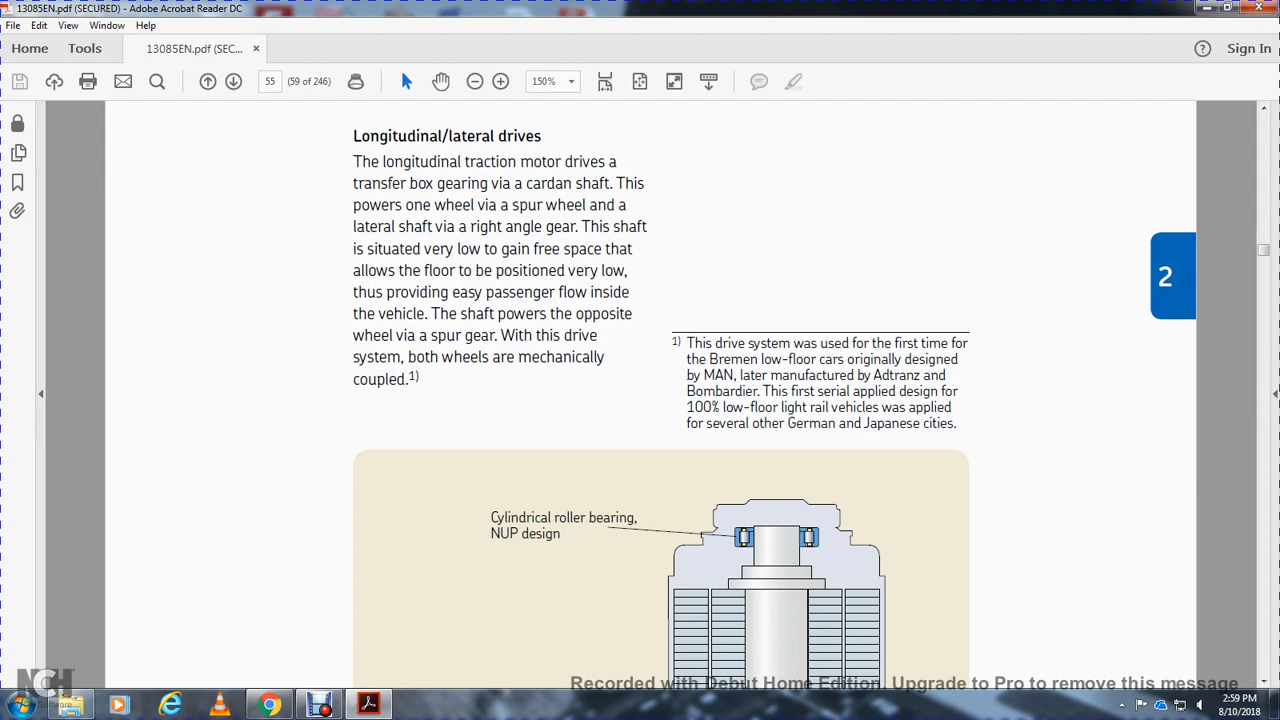 13085EN.pdf (SECURED) - Adobe Acrobat Reader DC
File Edit View Window Help
Home Tools 13085EN.pdf (SEC... × Sign In
55 (59 of 246) 150%
Longitudinal/lateral drives
The longitudinal traction motor drives a
transfer box gearing via a cardan shaft. This
powers one wheel via a spur wheel and a
lateral shaft via a right angle gear. This shaft
is situated very low to gain free space that
allows the floor to be positioned very low,
thus providing easy passenger flow inside
the vehicle. The shaft powers the opposite
wheel via a spur gear. With this drive
system, both wheels are mechanically
coupled.1)
2
1) This drive system was used for the first time for
the Bremen low-floor cars originally designed
by MAN, later manufactured by Adtranz and
Bombardier. This first serial applied design for
100% low-floor light rail vehicles was applied
for several other German and Japanese cities.
Cylindrical roller bearing,
NUP design
NCH
Software
Recorded with Debut Home Edition. Upgrade to Pro to remove this message
2:59 PM
8/10/2018